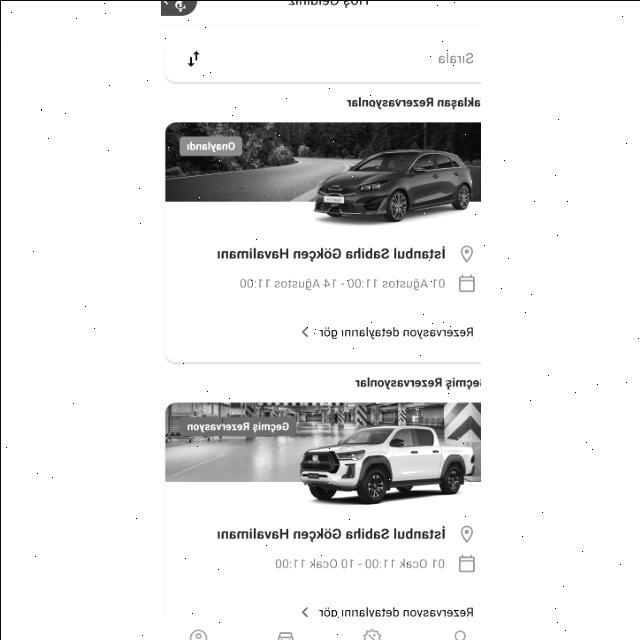 Hoş Geldiniz
Sırala
aklaşan Rezervasyonlar
Onaylandı
İstanbul Sabiha Gökçen Havalimanı
01 Ağustos 11:00 - 14 Ağustos 11:00
Rezervasyon detaylarını gör
eçmiş Rezervasyonlar
Geçmiş Rezervasyon
İstanbul Sabiha Gökçen Havalimanı
01 Ocak 11:00 - 10 Ocak 11:00
Rezervasyon detaylarını gör